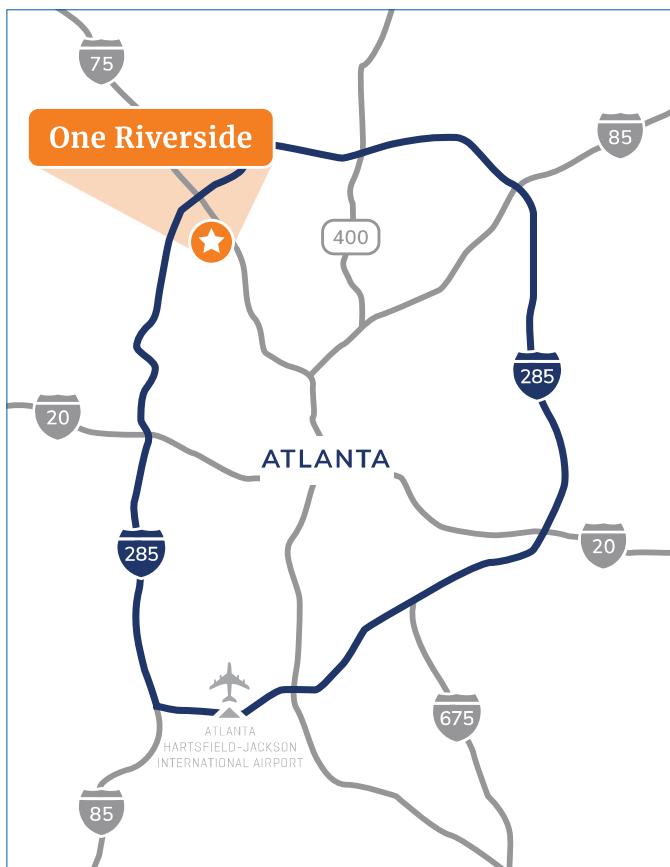 75
One Riverside
85
400
285
20
ATLANTA
20
285
675
ATLANTA
HARTSFIELD-JACKSON
INTERNATIONAL AIRPORT
85